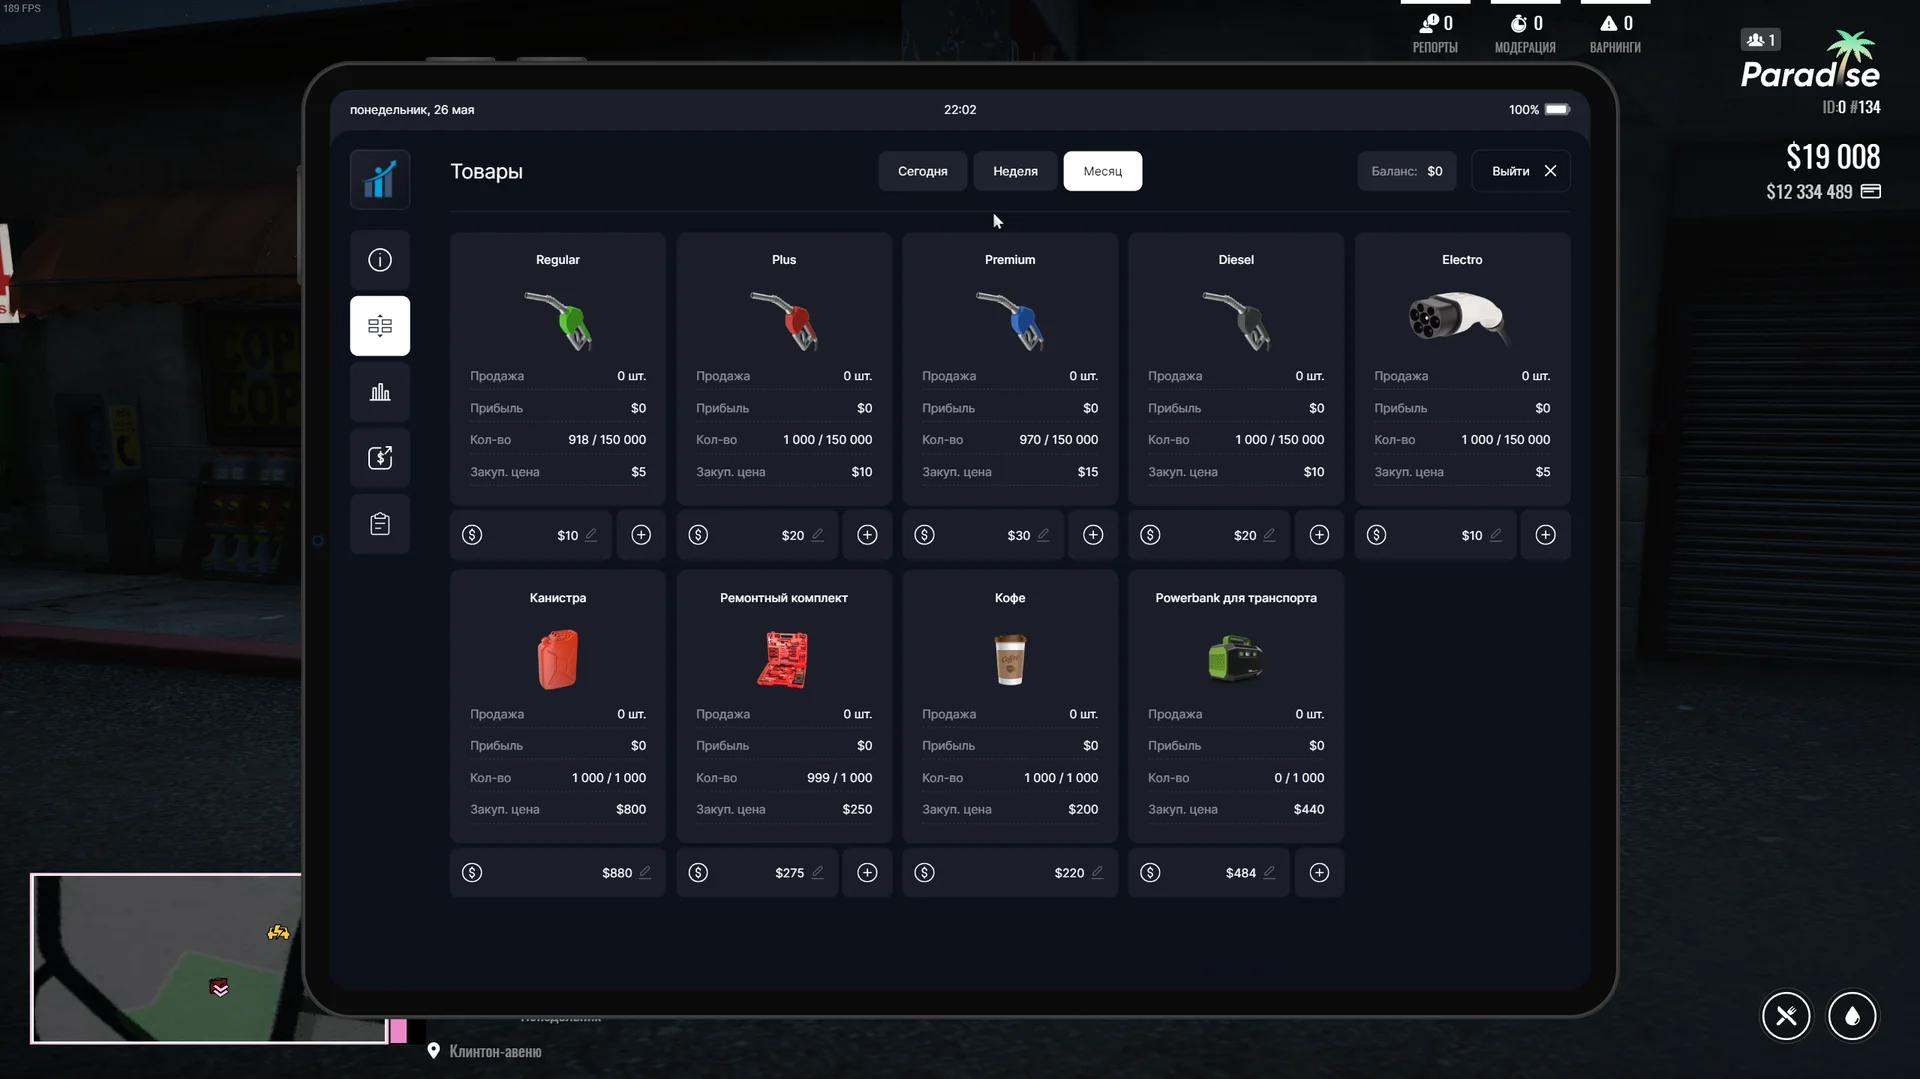 189 FPS
0
РЕПОРТЫ
0
МОДЕРАЦИЯ
0
ВАРНИНГИ
1
Paradise
ID:0 #134
$19 008
$12 334 489
понедельник, 26 мая
22:02
100%
Товары
Сегодня
Неделя
Месяц
Баланс: $0
Выйти
Regular
Продажа 0 шт.
Прибыль $0
Кол-во 918 / 150 000
Закуп. цена $5
$10
Plus
Продажа 0 шт.
Прибыль $0
Кол-во 1 000 / 150 000
Закуп. цена $10
$20
Premium
Продажа 0 шт.
Прибыль $0
Кол-во 970 / 150 000
Закуп. цена $15
$30
Diesel
Продажа 0 шт.
Прибыль $0
Кол-во 1 000 / 150 000
Закуп. цена $10
$20
Electro
Продажа 0 шт.
Прибыль $0
Кол-во 1 000 / 150 000
Закуп. цена $5
$10
Канистра
Продажа 0 шт.
Прибыль $0
Кол-во 1 000 / 1 000
Закуп. цена $800
$880
Ремонтный комплект
Продажа 0 шт.
Прибыль $0
Кол-во 999 / 1 000
Закуп. цена $250
$275
Кофе
Coffee
Продажа 0 шт.
Прибыль $0
Кол-во 1 000 / 1 000
Закуп. цена $200
$220
Powerbank для транспорта
Продажа 0 шт.
Прибыль $0
Кол-во 0 / 1 000
Закуп. цена $440
$484
Понедельник
Клинтон-авеню